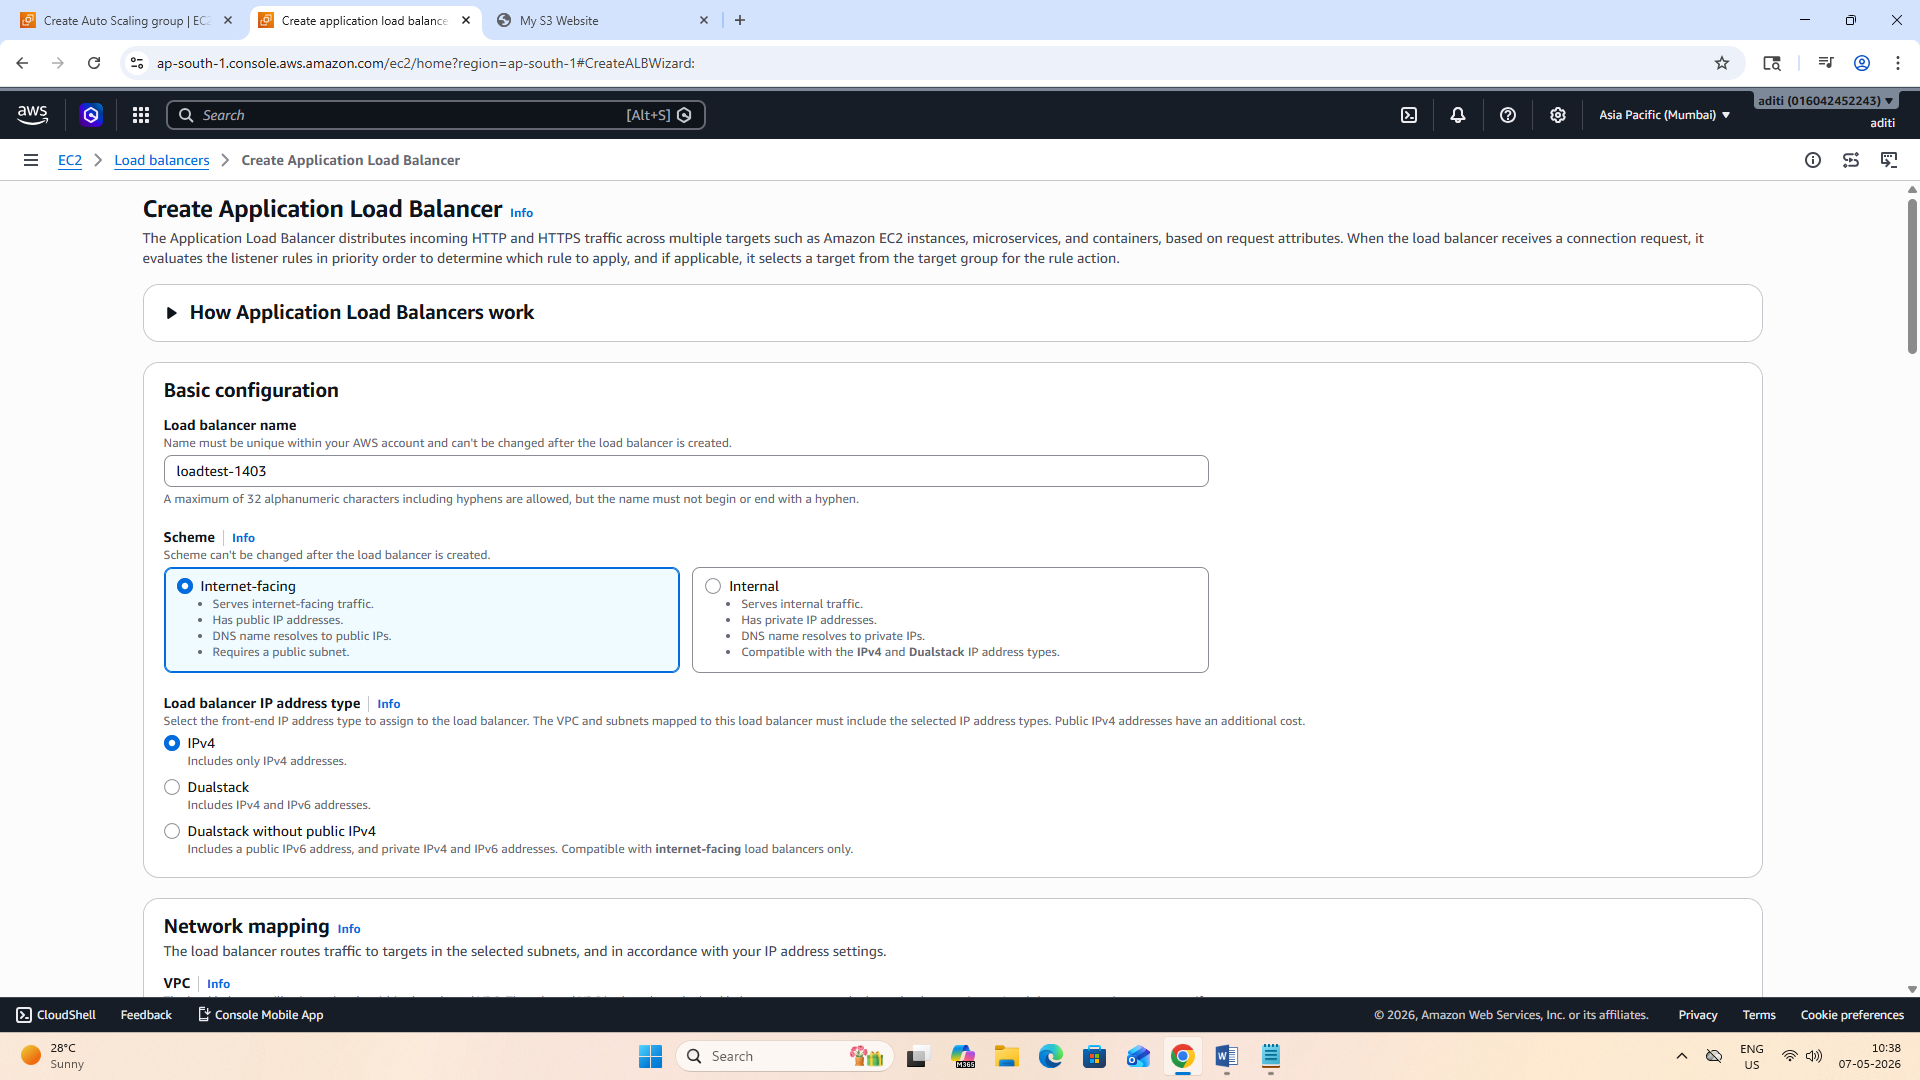 Create Auto Scaling group | EC2
Create application load balance
My S3 Website
ap-south-1.console.aws.amazon.com/ec2/home?region=ap-south-1#CreateALBWizard:
aws
Search
[Alt+S]
Asia Pacific (Mumbai)
aditi (016042452243)
aditi
EC2
Load balancers
Create Application Load Balancer
Create Application Load Balancer Info
The Application Load Balancer distributes incoming HTTP and HTTPS traffic across multiple targets such as Amazon EC2 instances, microservices, and containers, based on request attributes. When the load balancer receives a connection request, it
evaluates the listener rules in priority order to determine which rule to apply, and if applicable, it selects a target from the target group for the rule action.
How Application Load Balancers work
Basic configuration
Load balancer name
Name must be unique within your AWS account and can't be changed after the load balancer is created.
loadtest-1403
A maximum of 32 alphanumeric characters including hyphens are allowed, but the name must not begin or end with a hyphen.
Scheme Info
Scheme can't be changed after the load balancer is created.
Internet-facing
• Serves internet-facing traffic.
• Has public IP addresses.
• DNS name resolves to public IPs.
• Requires a public subnet.
Internal
• Serves internal traffic.
• Has private IP addresses.
• DNS name resolves to private IPs.
• Compatible with the IPv4 and Dualstack IP address types.
Load balancer IP address type Info
Select the front-end IP address type to assign to the load balancer. The VPC and subnets mapped to this load balancer must include the selected IP address types. Public IPv4 addresses have an additional cost.
IPv4
Includes only IPv4 addresses.
Dualstack
Includes IPv4 and IPv6 addresses.
Dualstack without public IPv4
Includes a public IPv6 address, and private IPv4 and IPv6 addresses. Compatible with internet-facing load balancers only.
Network mapping Info
The load balancer routes traffic to targets in the selected subnets, and in accordance with your IP address settings.
VPC Info
CloudShell
Feedback
Console Mobile App
© 2026, Amazon Web Services, Inc. or its affiliates.
Privacy
Terms
Cookie preferences
28°C
Sunny
Search
M365
ENG
US
10:38
07-05-2026